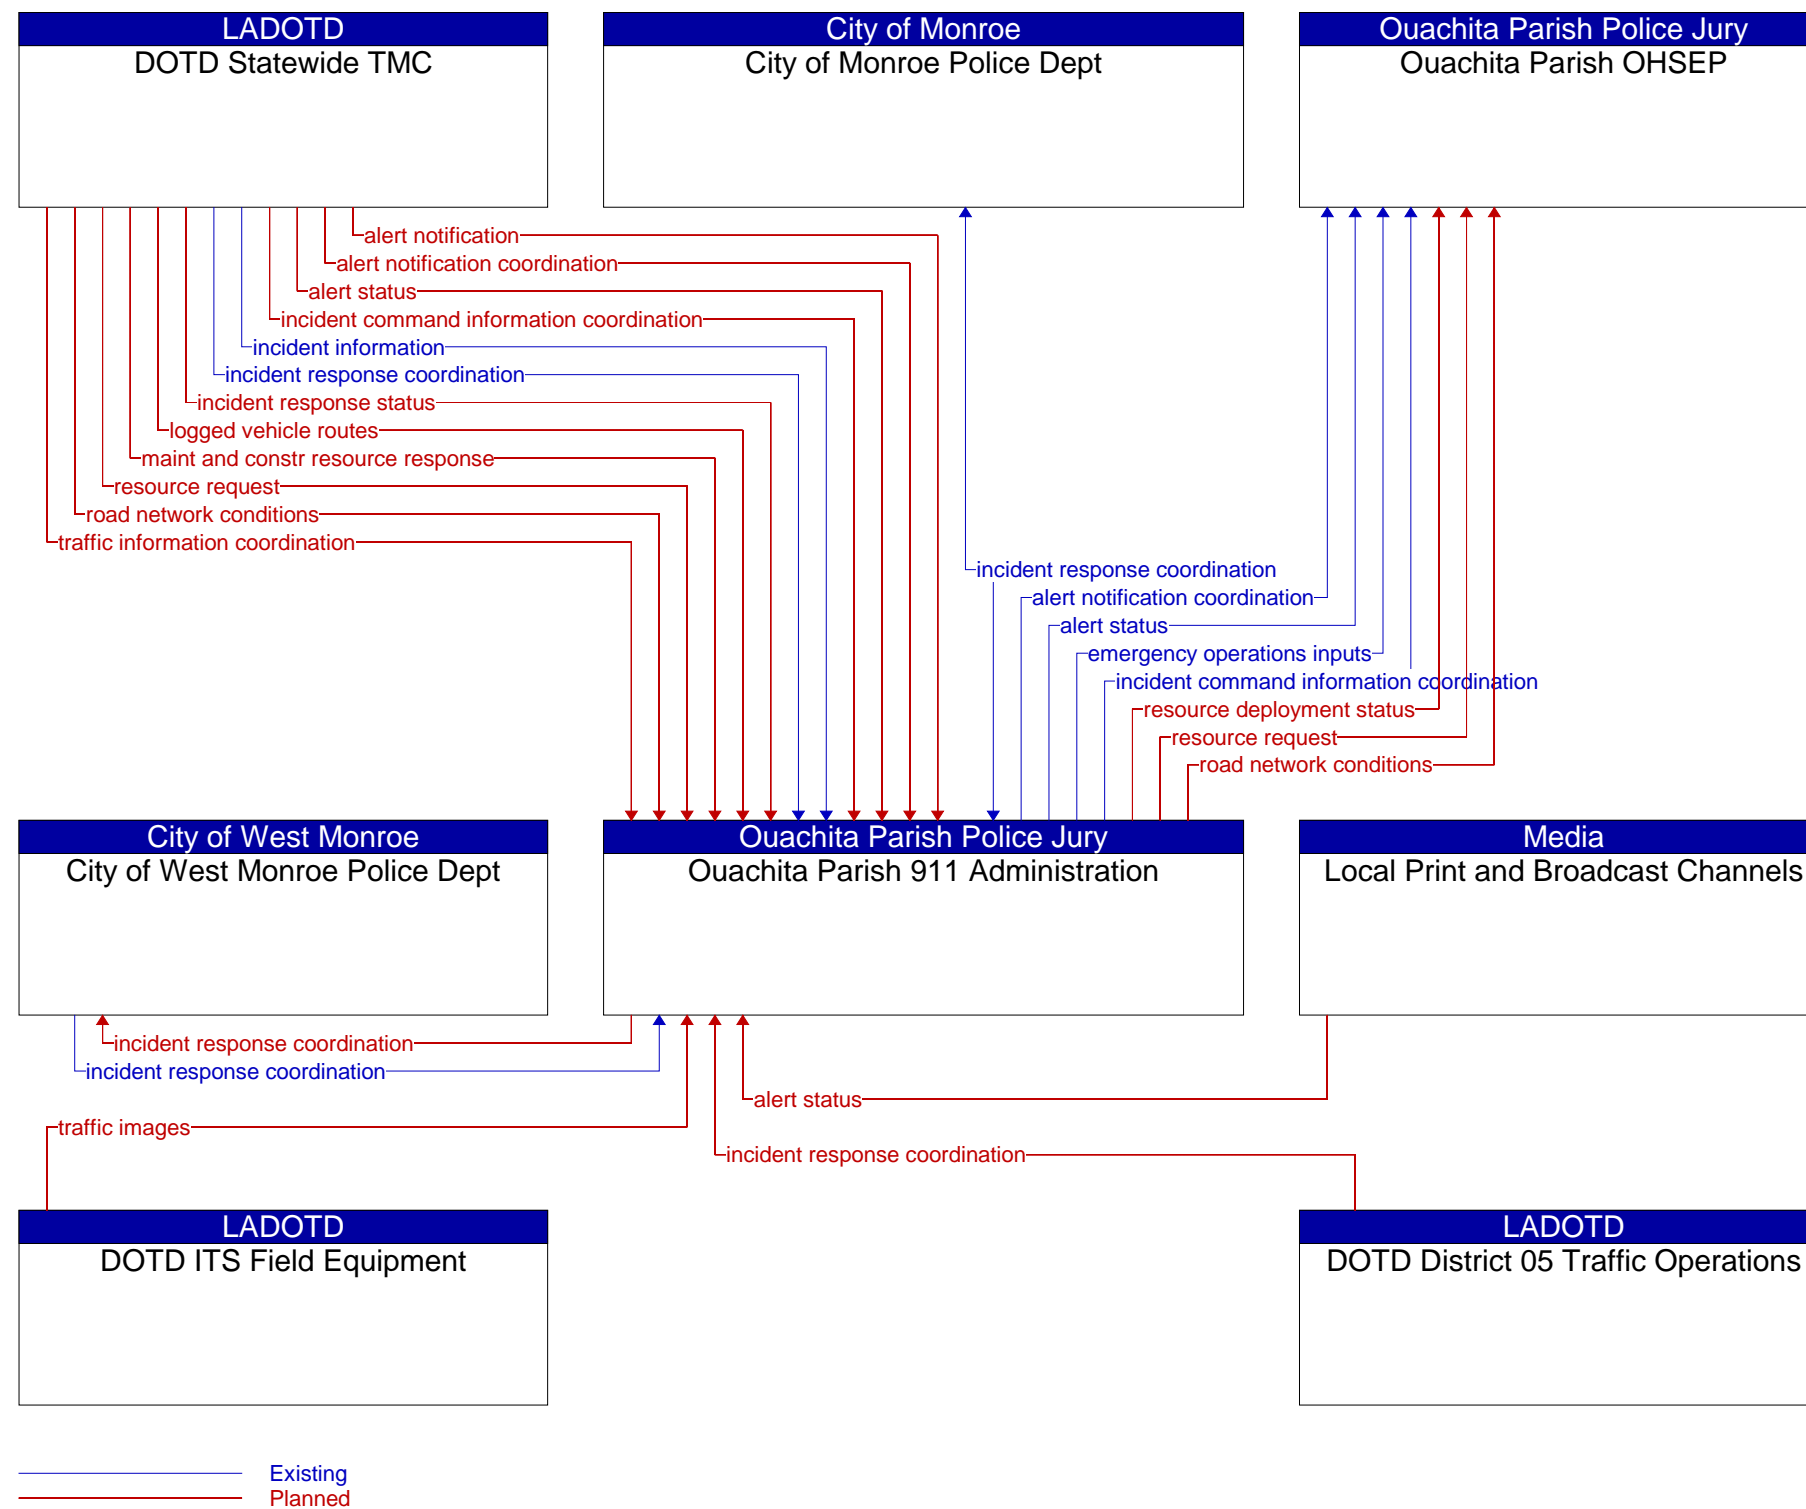 LADOTD
DOTD Statewide TMC
City of Monroe
City of Monroe Police Dept
Ouachita Parish Police Jury
Ouachita Parish OHSEP
alert notification
alert notification coordination
alert status
incident command information coordination
incident information
incident response coordination
incident response status
logged vehicle routes
maint and constr resource response
resource request
road network conditions
traffic information coordination
incident response coordination
alert notification coordination
alert status
emergency operations inputs
incident command information coordination
resource deployment status
resource request
road network conditions
City of West Monroe
City of West Monroe Police Dept
Ouachita Parish Police Jury
Ouachita Parish 911 Administration
Media
Local Print and Broadcast Channels
incident response coordination
incident response coordination
alert status
traffic images
incident response coordination
LADOTD
DOTD ITS Field Equipment
LADOTD
DOTD District 05 Traffic Operations
Existing
Planned